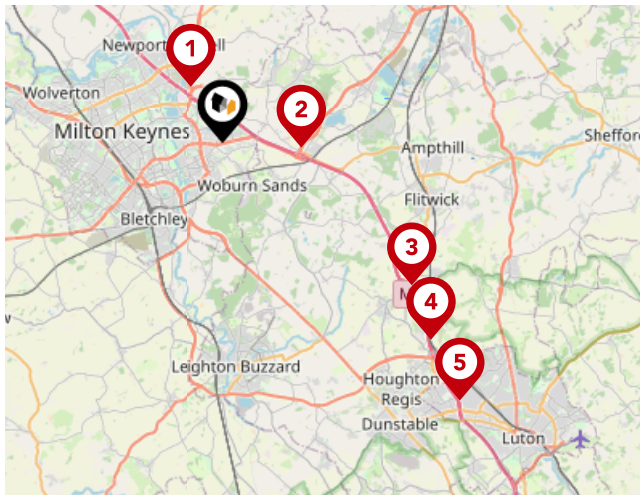 Newport
ell
1
Wolverton
2
Milton Keynes
Ampthill
Sheffor
Woburn Sands
Flitwick
Bletchley
3
M
4
5
Leighton Buzzard
Houghton
Regis
Dunstable
Luton